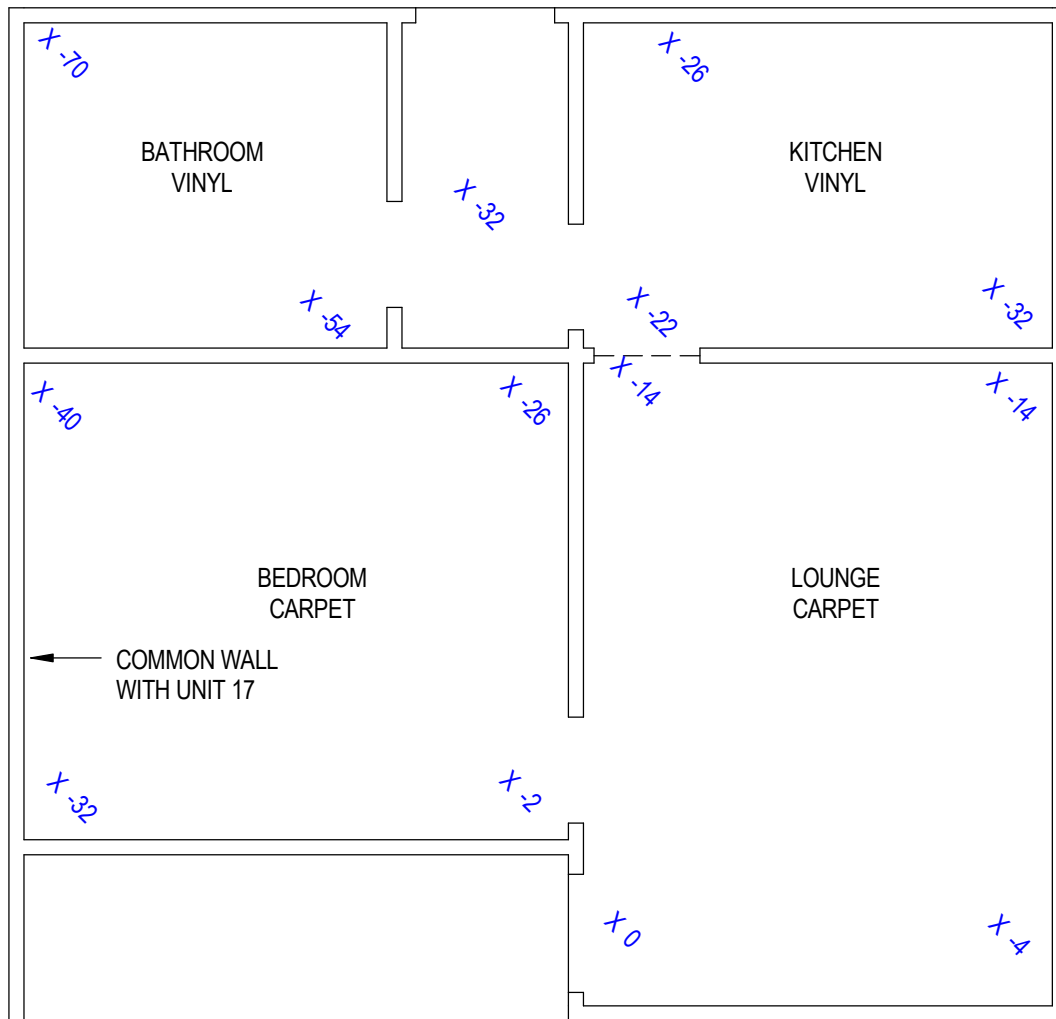 X -70
X -26
BATHROOM
VINYL
KITCHEN
VINYL
X -32
X -54
X -22
X -32
X -40
X -26
X -14
X -14
BEDROOM
CARPET
LOUNGE
CARPET
COMMON WALL
WITH UNIT 17
X -32
X -2
X 0
X -4